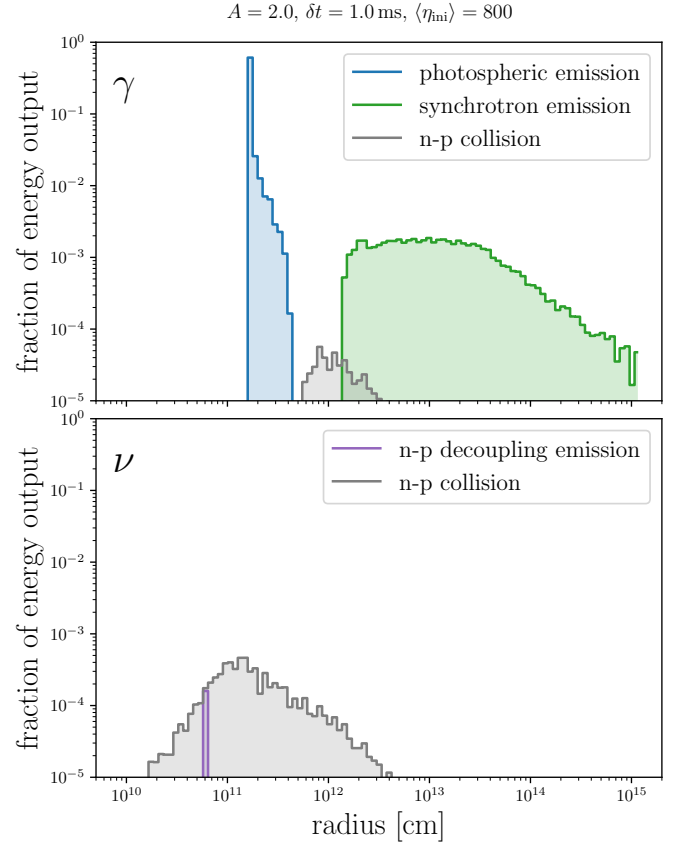 A = 2.0, δt = 1.0 ms, ⟨η_ini⟩ = 800
γ
photospheric emission
synchrotron emission
n-p collision
fraction of energy output
10^0
10^-1
10^-2
10^-3
10^-4
10^-5
ν
n-p decoupling emission
n-p collision
fraction of energy output
10^0
10^-1
10^-2
10^-3
10^-4
10^-5
10^10 10^11 10^12 10^13 10^14 10^15
radius [cm]